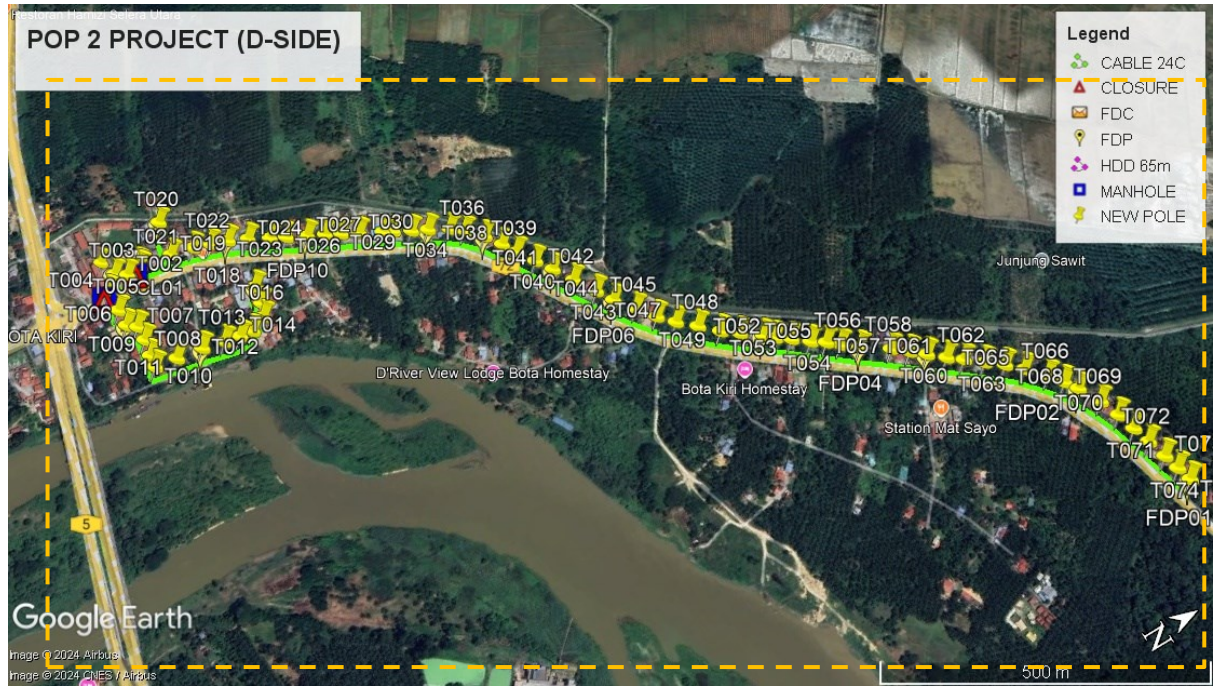 Restoran Hamizi Selera Utara
POP 2 PROJECT (D-SIDE)
Legend
CABLE 24C
CLOSURE
FDC
FDP
HDD 65m
MANHOLE
NEW POLE
T020
T022
T036
T030
T027
T024
T039
T021
T019
T038
T003
T023
T026
T029
T034
T041
T002
T042
Junjung Sawit
T004
T018
FDP10
T005
CL01
T040
T044
T045
T016
T006
T007
T013
T043
T047
T048
T014
FDP06
T052
T055
T056
T058
OTA KIRI
T009
T008
T012
T049
T053
T057
T061
T062
T054
T065
T066
T011
T010
D'River View Lodge Bota Homestay
FDP04
T060
T063
T068
T069
Bota Kiri Homestay
FDP02
T070
Station Mat Sayo
T072
T071
T07
T074
FDP01
5
Google Earth
Image © 2024 Airbus
Image © 2024 CNES / Airbus
N
500 m